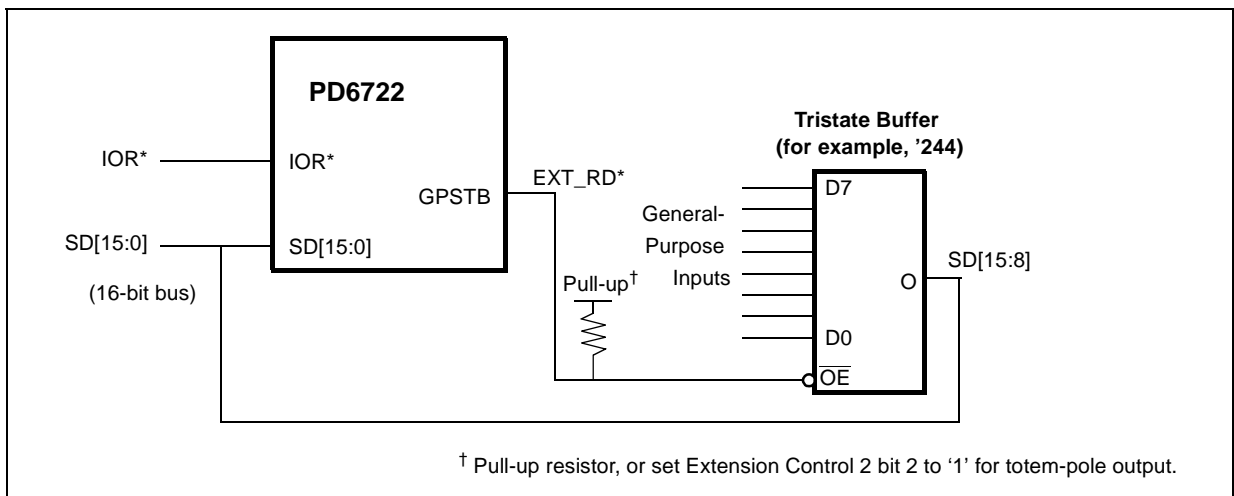 PD6722
Tristate Buffer
(for example, '244)
IOR*
IOR*
EXT_RD*
D7
GPSTB
General-
SD[15:0]
SD[15:0]
Purpose
SD[15:8]
(16-bit bus)
Pull-up†
Inputs
O
D0
OE
† Pull-up resistor, or set Extension Control 2 bit 2 to ‘1’ for totem-pole output.